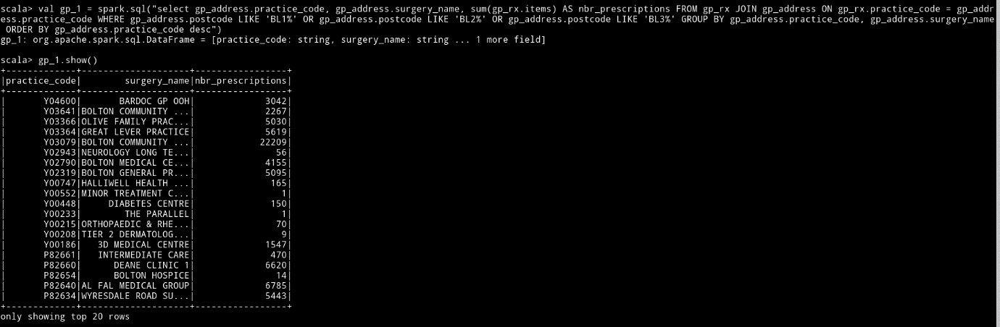 scala> val gp_1 = spark.sql("select gp_address.practice_code, gp_address.surgery_name, sum(gp_rx.items) AS nbr_prescriptions FROM gp_rx JOIN gp_address ON gp_rx.practice_code = gp_addr
ess.practice_code WHERE gp_address.postcode LIKE 'BL1%' OR gp_address.postcode LIKE 'BL2%' OR gp_address.postcode LIKE 'BL3%' GROUP BY gp_address.practice_code, gp_address.surgery_name
 ORDER BY gp_address.practice_code desc")
gp_1: org.apache.spark.sql.DataFrame = [practice_code: string, surgery_name: string ... 1 more field]
scala> gp_1.show()
+-------------+--------------------+-----------------+
|practice_code|        surgery_name|nbr_prescriptions|
+-------------+--------------------+-----------------+
|       Y04600|       BARDOC GP OOH|             3042|
|       Y03641|BOLTON COMMUNITY ...|             2267|
|       Y03366|OLIVE FAMILY PRAC...|             5030|
|       Y03364|GREAT LEVER PRACTICE|             5619|
|       Y03079|BOLTON COMMUNITY ...|            22209|
|       Y02943|NEUROLOGY LONG TE...|               56|
|       Y02790|BOLTON MEDICAL CE...|             4155|
|       Y02319|BOLTON GENERAL PR...|             5095|
|       Y00747|HALLIWELL HEALTH ...|              165|
|       Y00552|MINOR TREATMENT C...|                1|
|       Y00448|     DIABETES CENTRE|              150|
|       Y00233|        THE PARALLEL|                1|
|       Y00215|ORTHOPAEDIC & RHE...|               70|
|       Y00208|TIER 2 DERMATOLOG...|                9|
|       Y00186|   3D MEDICAL CENTRE|             1547|
|       P82661|   INTERMEDIATE CARE|              470|
|       P82660|      DEANE CLINIC 1|             6620|
|       P82654|      BOLTON HOSPICE|               14|
|       P82640|AL FAL MEDICAL GROUP|             6785|
|       P82634|WYRESDALE ROAD SU...|             5443|
+-------------+--------------------+-----------------+
only showing top 20 rows